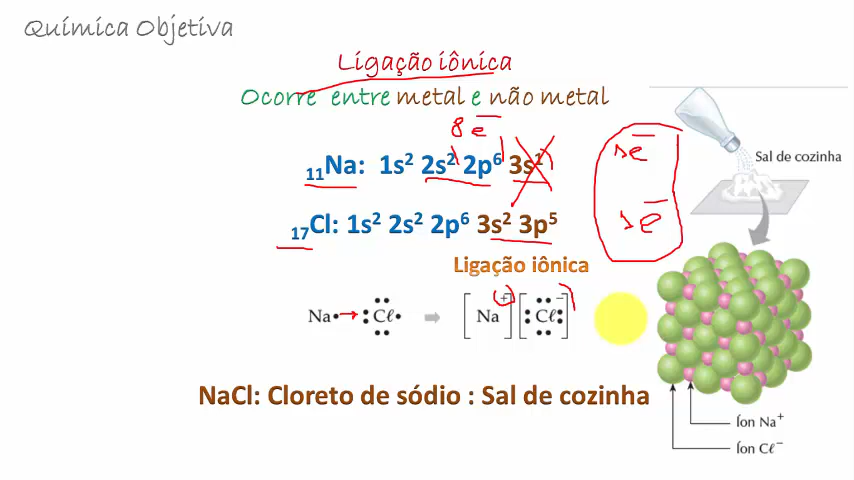 Química Objetiva
Ligação iônica
Ocorre entre metal e não metal
8 e⁻
₁₁Na: 1s² 2s² 2p⁶ 3s¹
1e⁻
Sal de cozinha
₁₇Cl: 1s² 2s² 2p⁶ 3s² 3p⁵
1e⁻
Ligação iônica
Na• → Cℓ• [Na]⁺ [Cℓ]⁻
NaCl: Cloreto de sódio : Sal de cozinha
Íon Na⁺
Íon Cℓ⁻